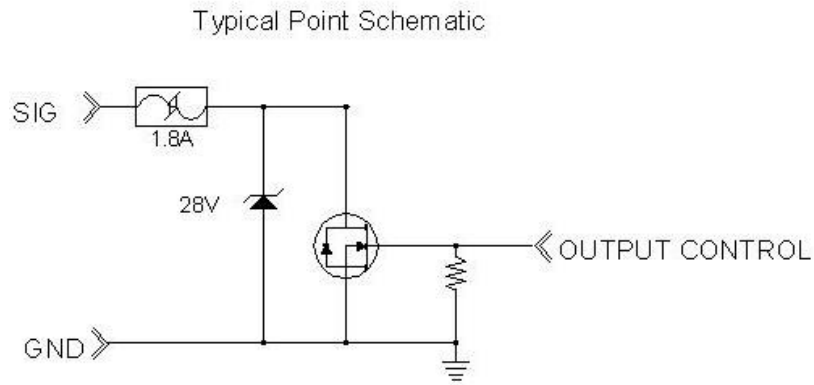 Typical Point Schematic
SIG
1.8A
28V
OUTPUT CONTROL
GND